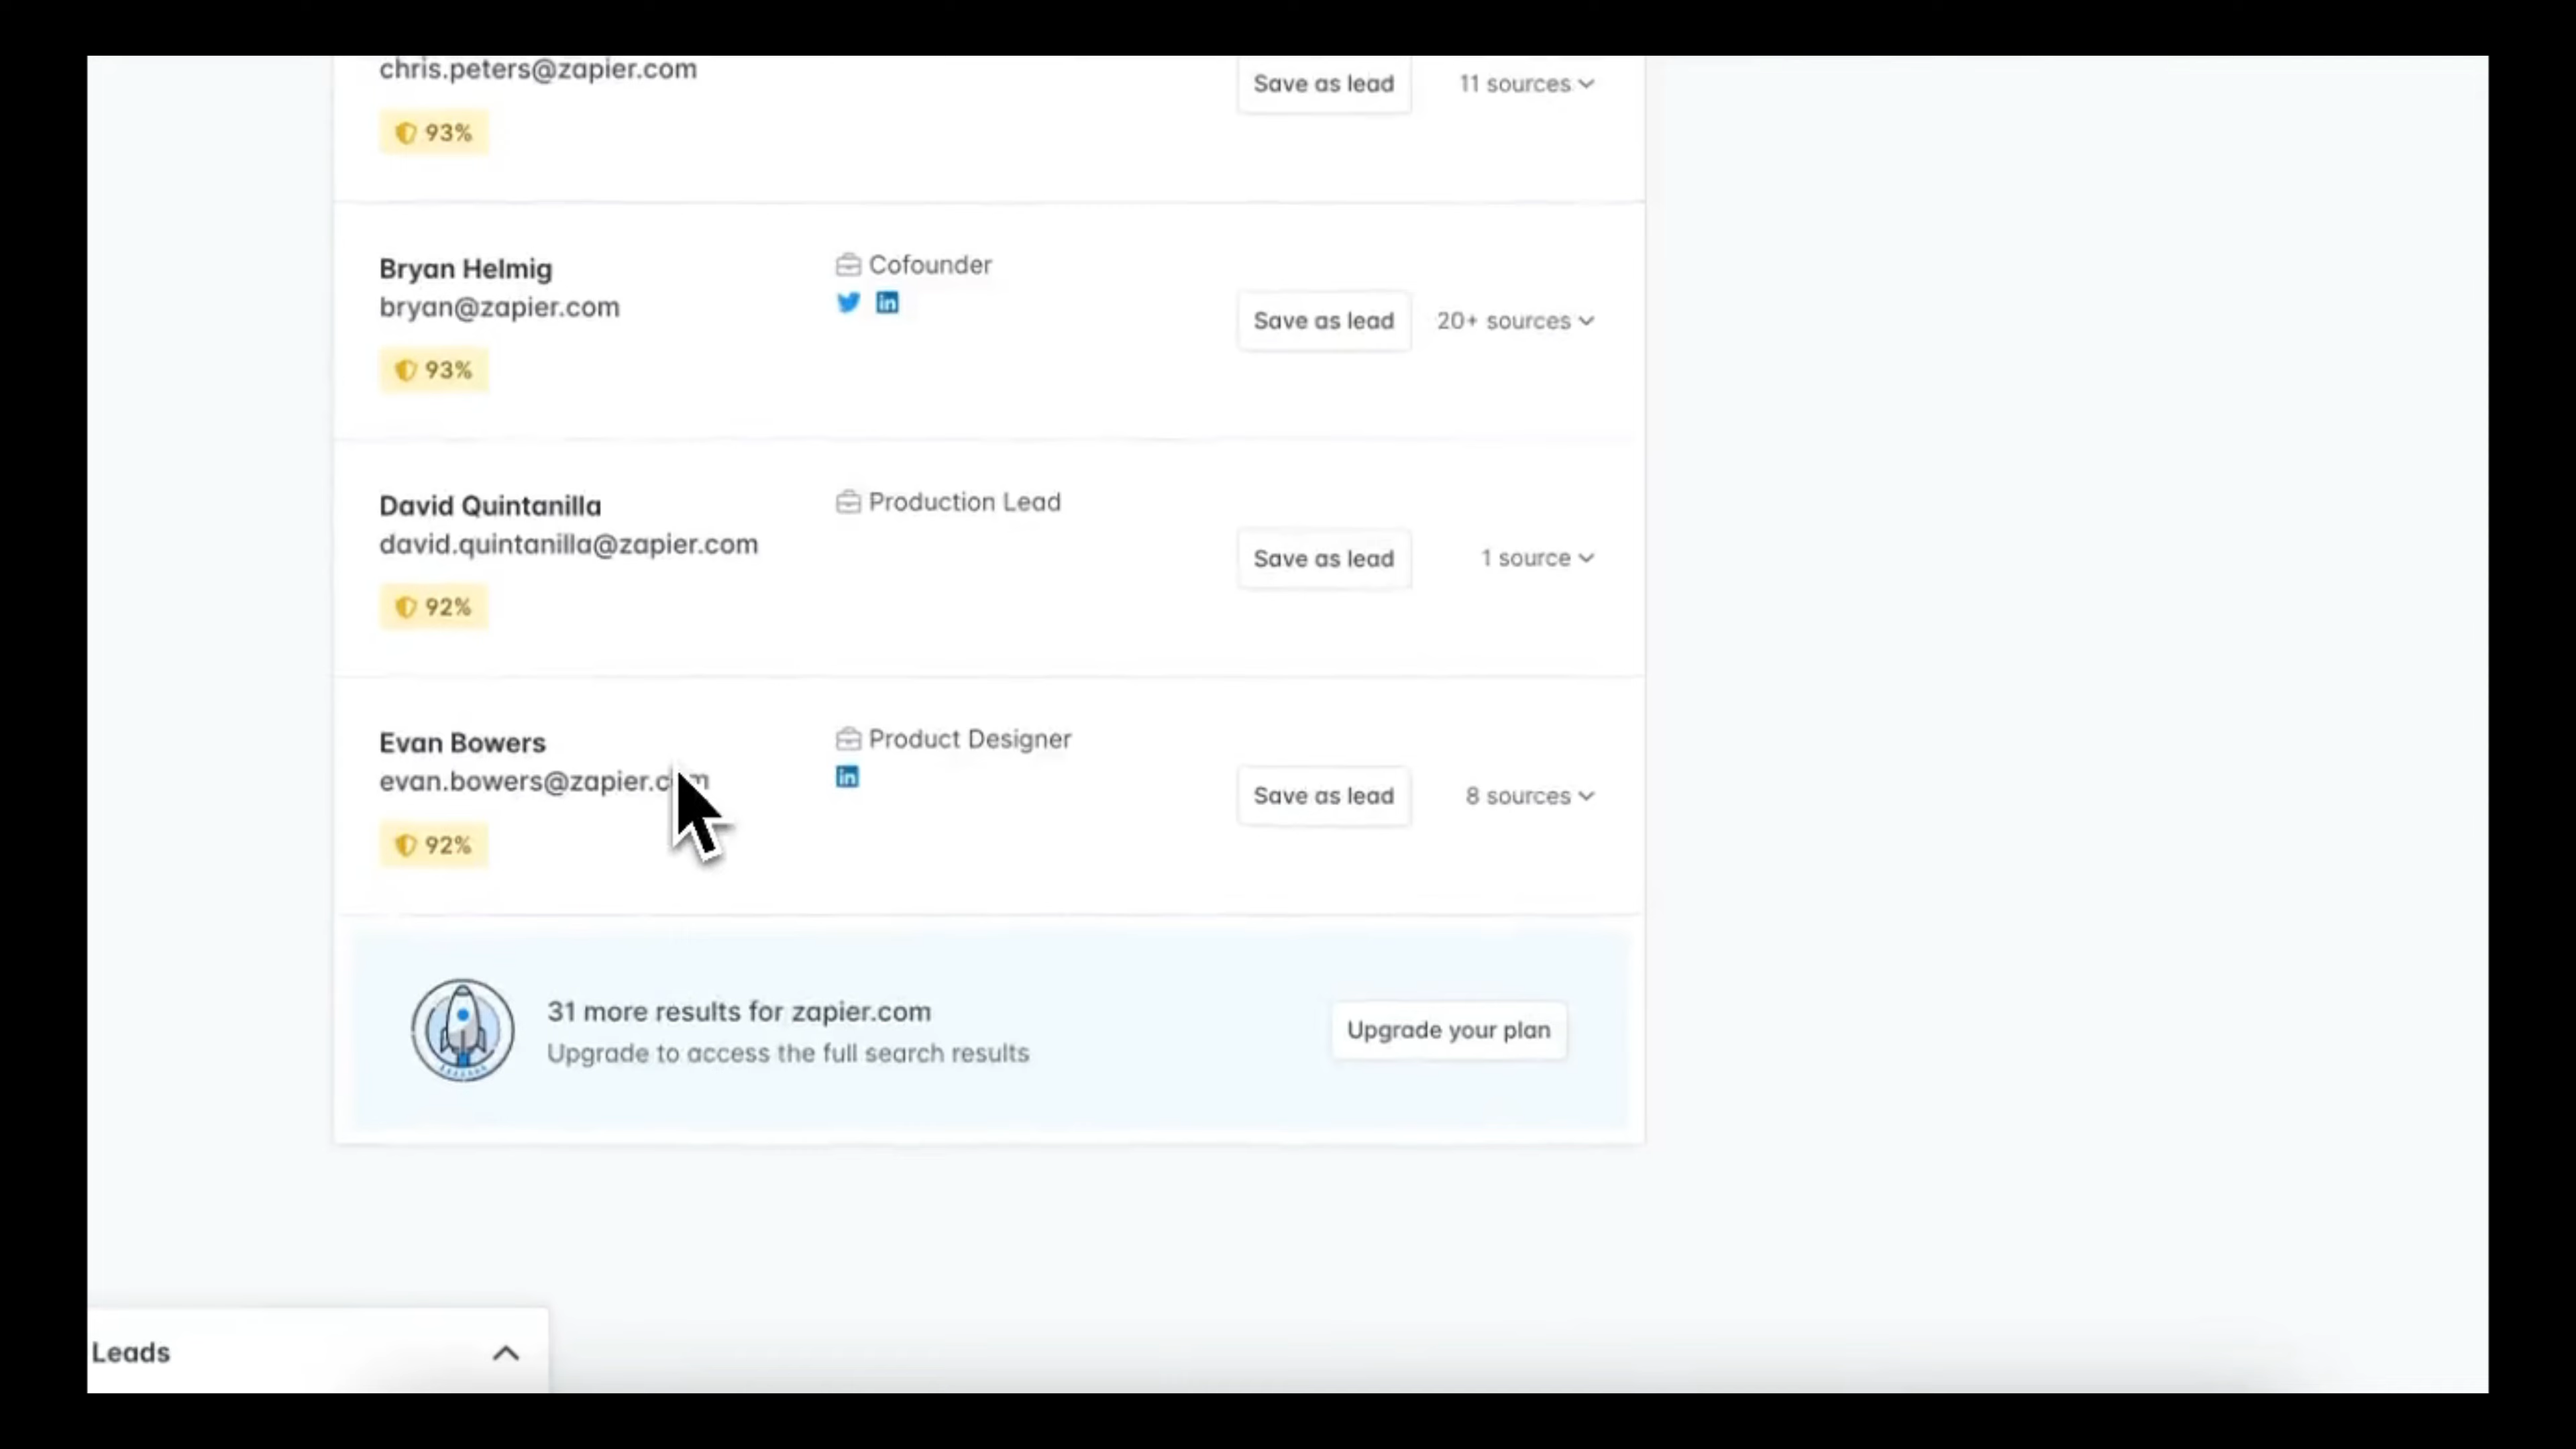 chris.peters@zapier.com
Save as lead
11 sources
93%
Bryan Helmig
Cofounder
bryan@zapier.com
Save as lead
20+ sources
93%
David Quintanilla
Production Lead
david.quintanilla@zapier.com
Save as lead
1 source
92%
Evan Bowers
Product Designer
evan.bowers@zapier.c m
Save as lead
8 sources
92%
31 more results for zapier.com
Upgrade to access the full search results
Upgrade your plan
Leads